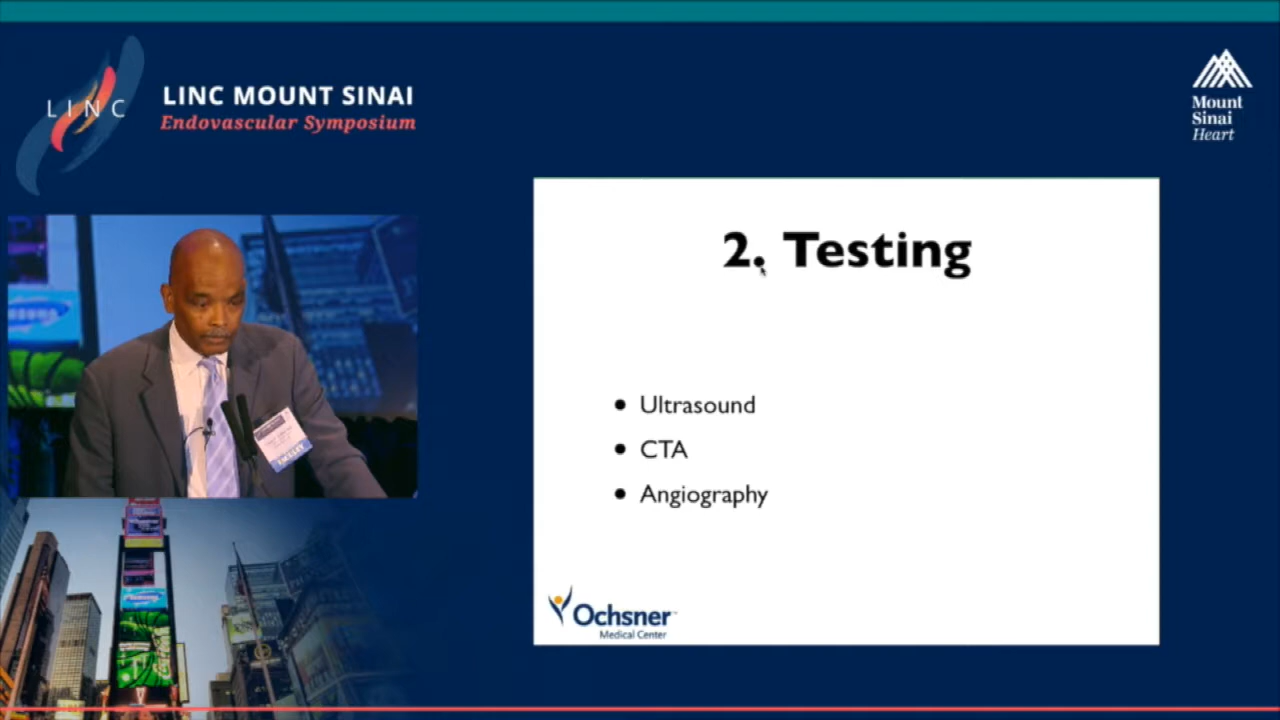 LINC
LINC MOUNT SINAI
Endovascular Symposium
Mount
Sinai
Heart
2. Testing
• Ultrasound
• CTA
• Angiography
Ochsner
Medical Center